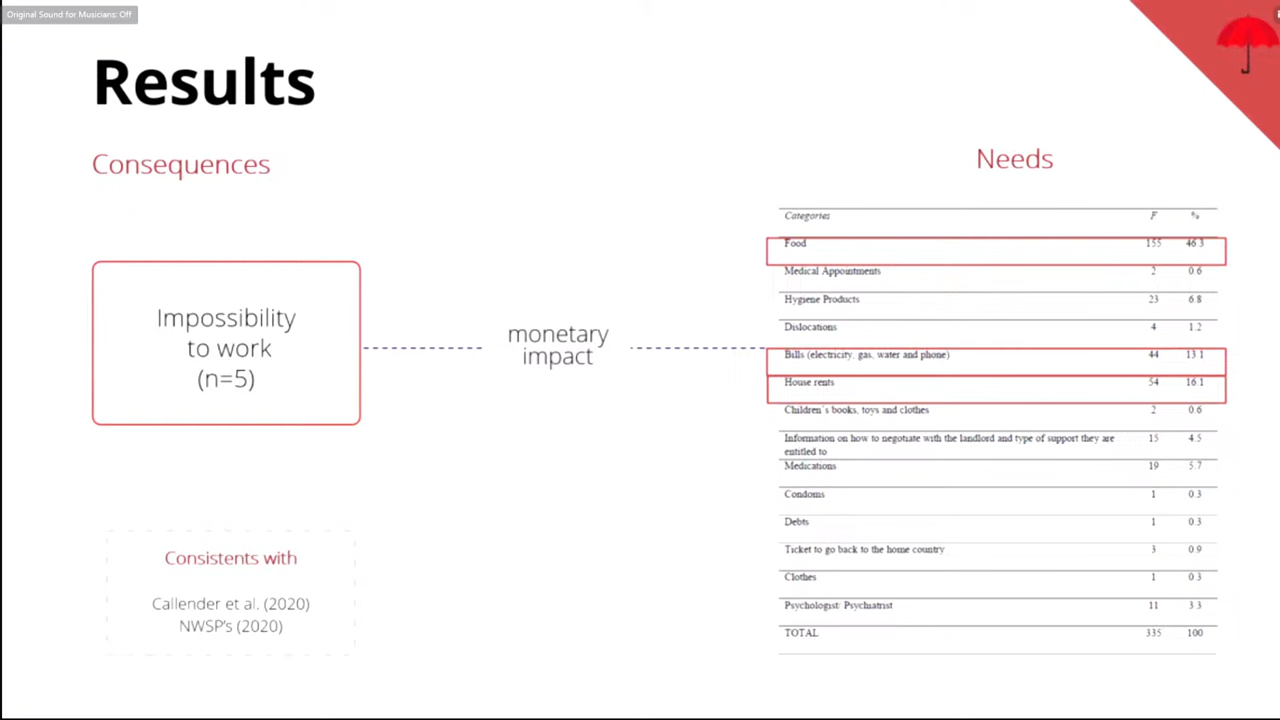 Original Sound for Musicians: Off
Results
Consequences
Impossibility
to work
(n=5)
monetary
impact
Consistents with
Callender et al. (2020)
NWSP's (2020)
Needs
Categories F %
Food 155 46.3
Medical Appointments 2 0.6
Hygiene Products 23 6.8
Dislocations 4 1.2
Bills (electricity, gas, water and phone) 44 13.1
House rents 54 16.1
Children´s books, toys and clothes 2 0.6
Information on how to negotiate with the landlord and type of support they are 15 4.5
entitled to
Medications 19 5.7
Condoms 1 0.3
Debts 1 0.3
Ticket to go back to the home country 3 0.9
Clothes 1 0.3
Psychologist/ Psychiatrist 11 3.3
TOTAL 335 100